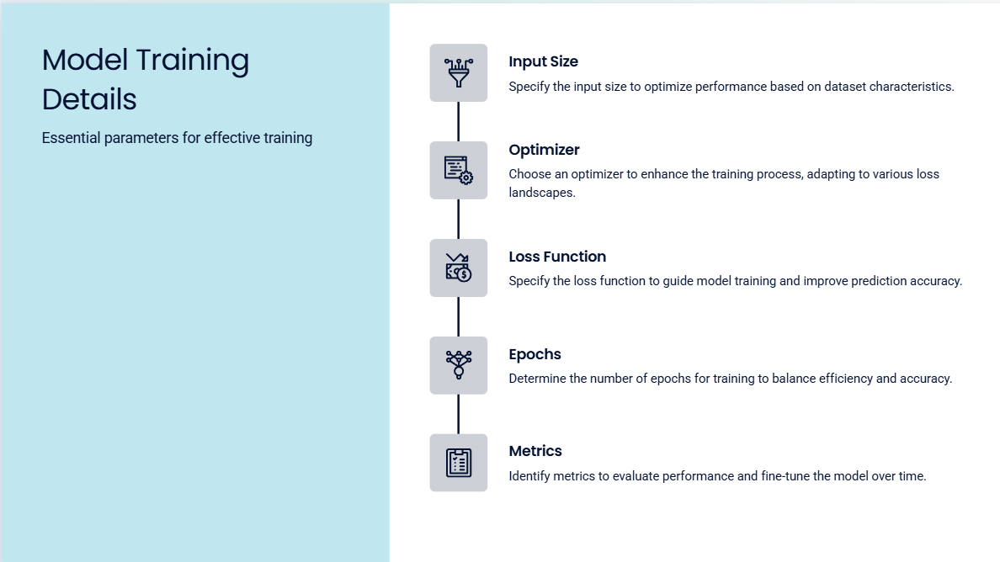 Model Training
Details
Essential parameters for effective training
Input Size
Specify the input size to optimize performance based on dataset characteristics.
Optimizer
Choose an optimizer to enhance the training process, adapting to various loss
landscapes.
Loss Function
Specify the loss function to guide model training and improve prediction accuracy.
Epochs
Determine the number of epochs for training to balance efficiency and accuracy.
Metrics
Identify metrics to evaluate performance and fine-tune the model over time.